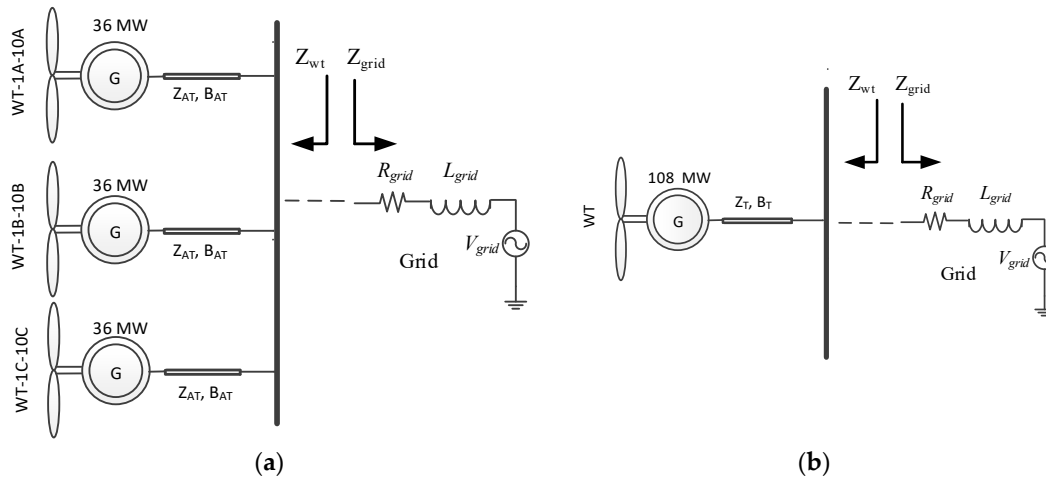 36 MW
WT-1A-10A
G
Z_AT, B_AT
Z_wt
Z_grid
36 MW
WT-1B-10B
G
Z_AT, B_AT
R_grid
L_grid
V_grid
Grid
36 MW
WT-1C-10C
G
Z_AT, B_AT
(a)
Z_wt
Z_grid
108 MW
WT
G
Z_T, B_T
R_grid
L_grid
V_grid
Grid
(b)